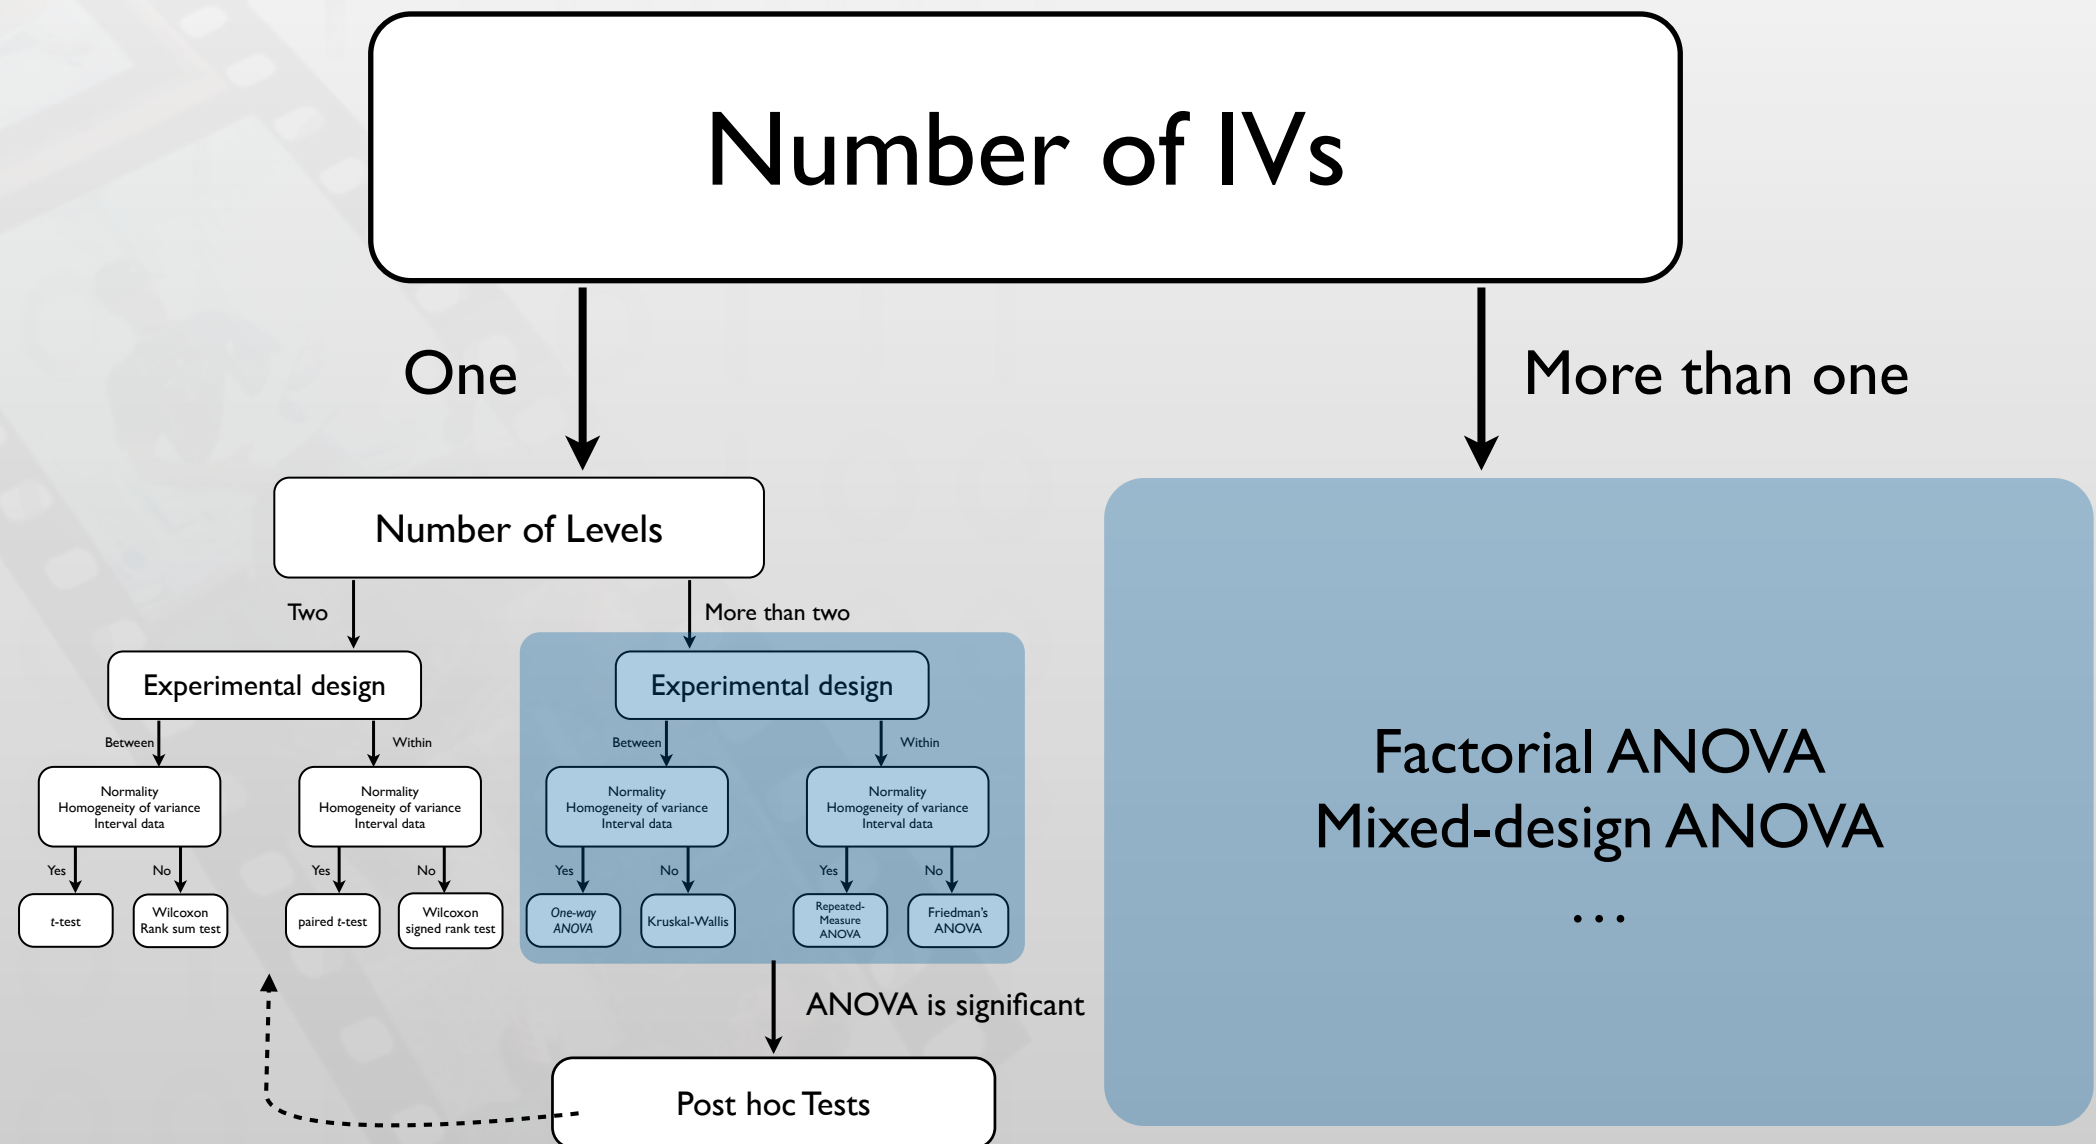 Number of IVs
One
More than one
Number of Levels
Two
More than two
Experimental design
Experimental design
Between
Within
Between
Within
Normality
Homogeneity of variance
Interval data
Normality
Homogeneity of variance
Interval data
Normality
Homogeneity of variance
Interval data
Normality
Homogeneity of variance
Interval data
Yes
No
Yes
No
Yes
No
Yes
No
t-test
Wilcoxon
Rank sum test
paired t-test
Wilcoxon
signed rank test
One-way
ANOVA
Kruskal-Wallis
Repeated-
Measure
ANOVA
Friedman's
ANOVA
Factorial ANOVA
Mixed-design ANOVA
...
ANOVA is significant
Post hoc Tests